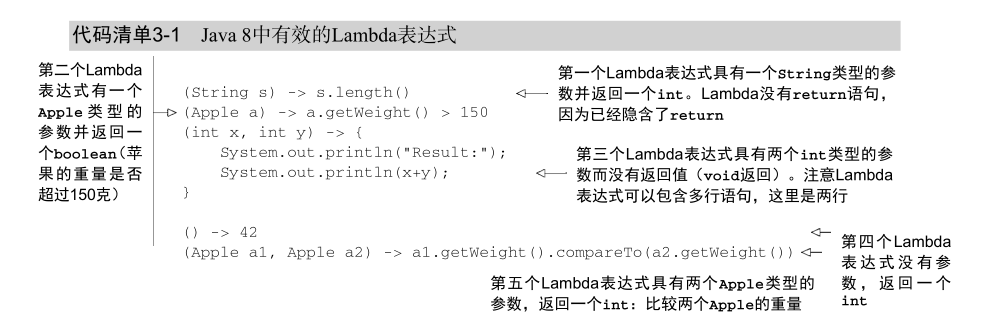 代码清单3-1 Java 8中有效的Lambda表达式
第二个Lambda
表达式有一个
Apple类型的
参数并返回一
个boolean（苹
果的重量是否
超过150克）
(String s) -> s.length()
(Apple a) -> a.getWeight() > 150
(int x, int y) -> {
System.out.println("Result:");
System.out.println(x+y);
}
() -> 42
(Apple a1, Apple a2) -> a1.getWeight().compareTo(a2.getWeight())
第一个Lambda表达式具有一个String类型的参
数并返回一个int。Lambda没有return语句，
因为已经隐含了return
第三个Lambda表达式具有两个int类型的参
数而没有返回值（void返回）。注意Lambda
表达式可以包含多行语句，这里是两行
第四个Lambda
表达式没有参
数，返回一个
int
第五个Lambda表达式具有两个Apple类型的
参数，返回一个int：比较两个Apple的重量